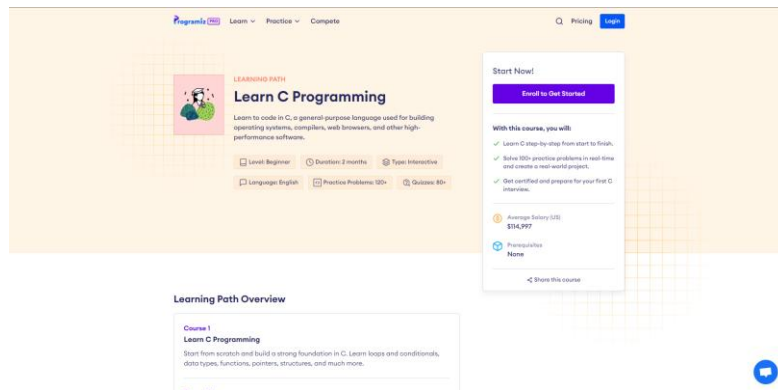 Programiz PRO
Learn
Practice
Compete
Pricing
Login
LEARNING PATH
Learn C Programming
Learn to code in C, a general-purpose language used for building
operating systems, compilers, web browsers, and other high-
performance software.
Level: Beginner
Duration: 2 months
Type: Interactive
Language: English
Practice Problems: 120+
Quizzes: 80+
Start Now!
Enroll to Get Started
With this course, you will:
Learn C step-by-step from start to finish.
Solve 100+ practice problems in real-time
and create a real-world project.
Get certified and prepare for your first C
interview.
Average Salary (US)
$114,997
Prerequisites
None
Share this course
Learning Path Overview
Course 1
Learn C Programming
Start from scratch and build a strong foundation in C. Learn loops and conditionals,
data types, functions, pointers, structures, and much more.